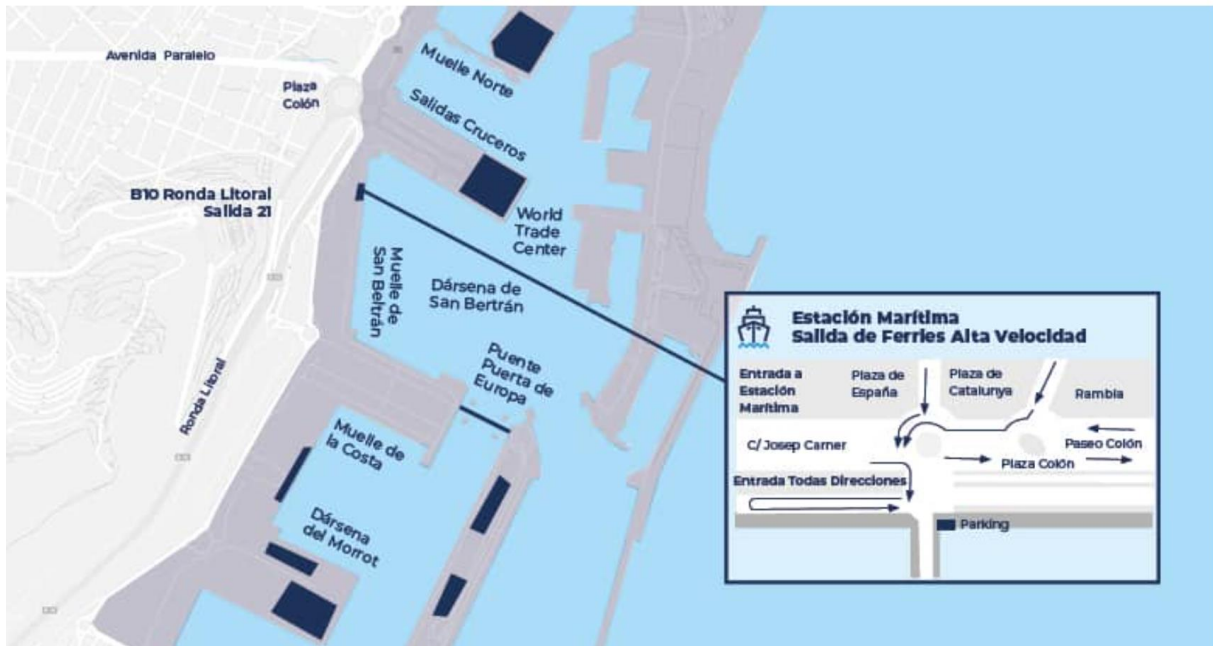 Avenida Paralelo
Plaza
Colón
Muelle Norte
Salidas Cruceros
B10 Ronda Litoral
Salida 21
World
Trade
Center
Muelle de
San Beltrán
Dársena de
San Bertrán
Puente
Puerta de
Europa
Ronda Litoral
Muelle de
la Costa
Dársena
del Morrot
Estación Marítima
Salida de Ferries Alta Velocidad
Entrada a
Estación
Marítima
Plaza de
España
Plaza de
Catalunya
Rambla
C/ Josep Carner
Paseo Colón
Plaza Colón
Entrada Todas Direcciones
Parking